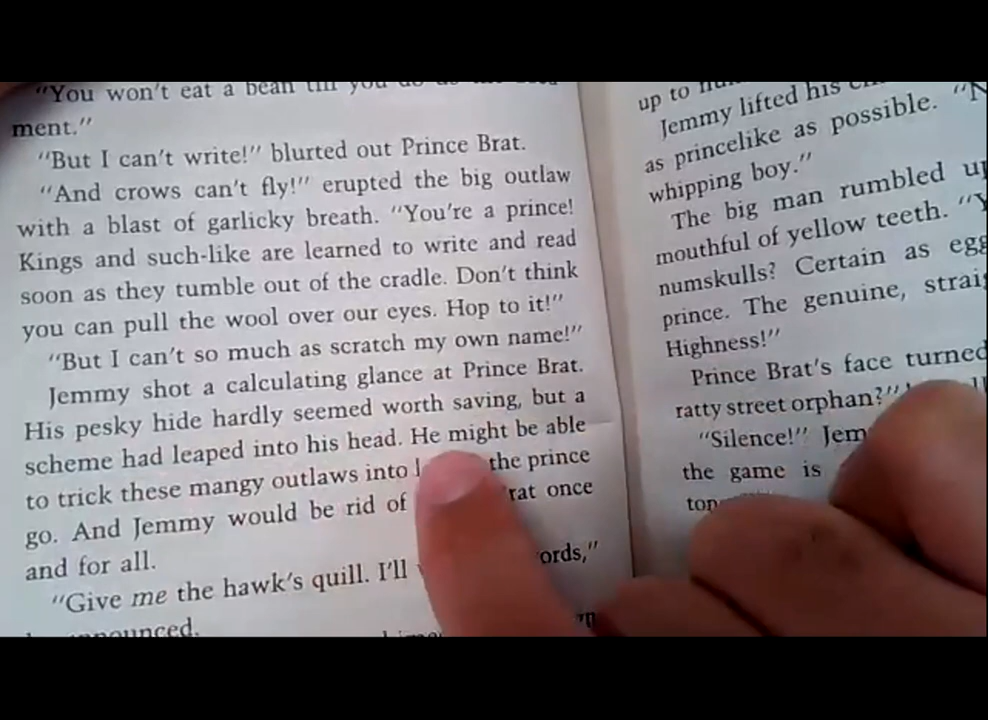 "You won't eat a bean till you do
ment."
"But I can't write!" blurted out Prince Brat.
"And crows can't fly!" erupted the big outlaw
with a blast of garlicky breath. "You're a prince!
Kings and such-like are learned to write and read
soon as they tumble out of the cradle. Don't think
you can pull the wool over our eyes. Hop to it!"
"But I can't so much as scratch my own name!"
Jemmy shot a calculating glance at Prince Brat.
His pesky hide hardly seemed worth saving, but a
scheme had leaped into his head. He might be able
to trick these mangy outlaws into the prince
go. And Jemmy would be rid of once
and for all.
"Give me the hawk's quill. I'll
announced.
up to
Jemmy lifted his
as princelike as possible.
whipping boy."
The big man rumbled
mouthful of yellow teeth.
numskulls? Certain as
prince. The genuine,
Highness!"
Prince Brat's face turned
ratty street orphan?"
"Silence!"
the game is